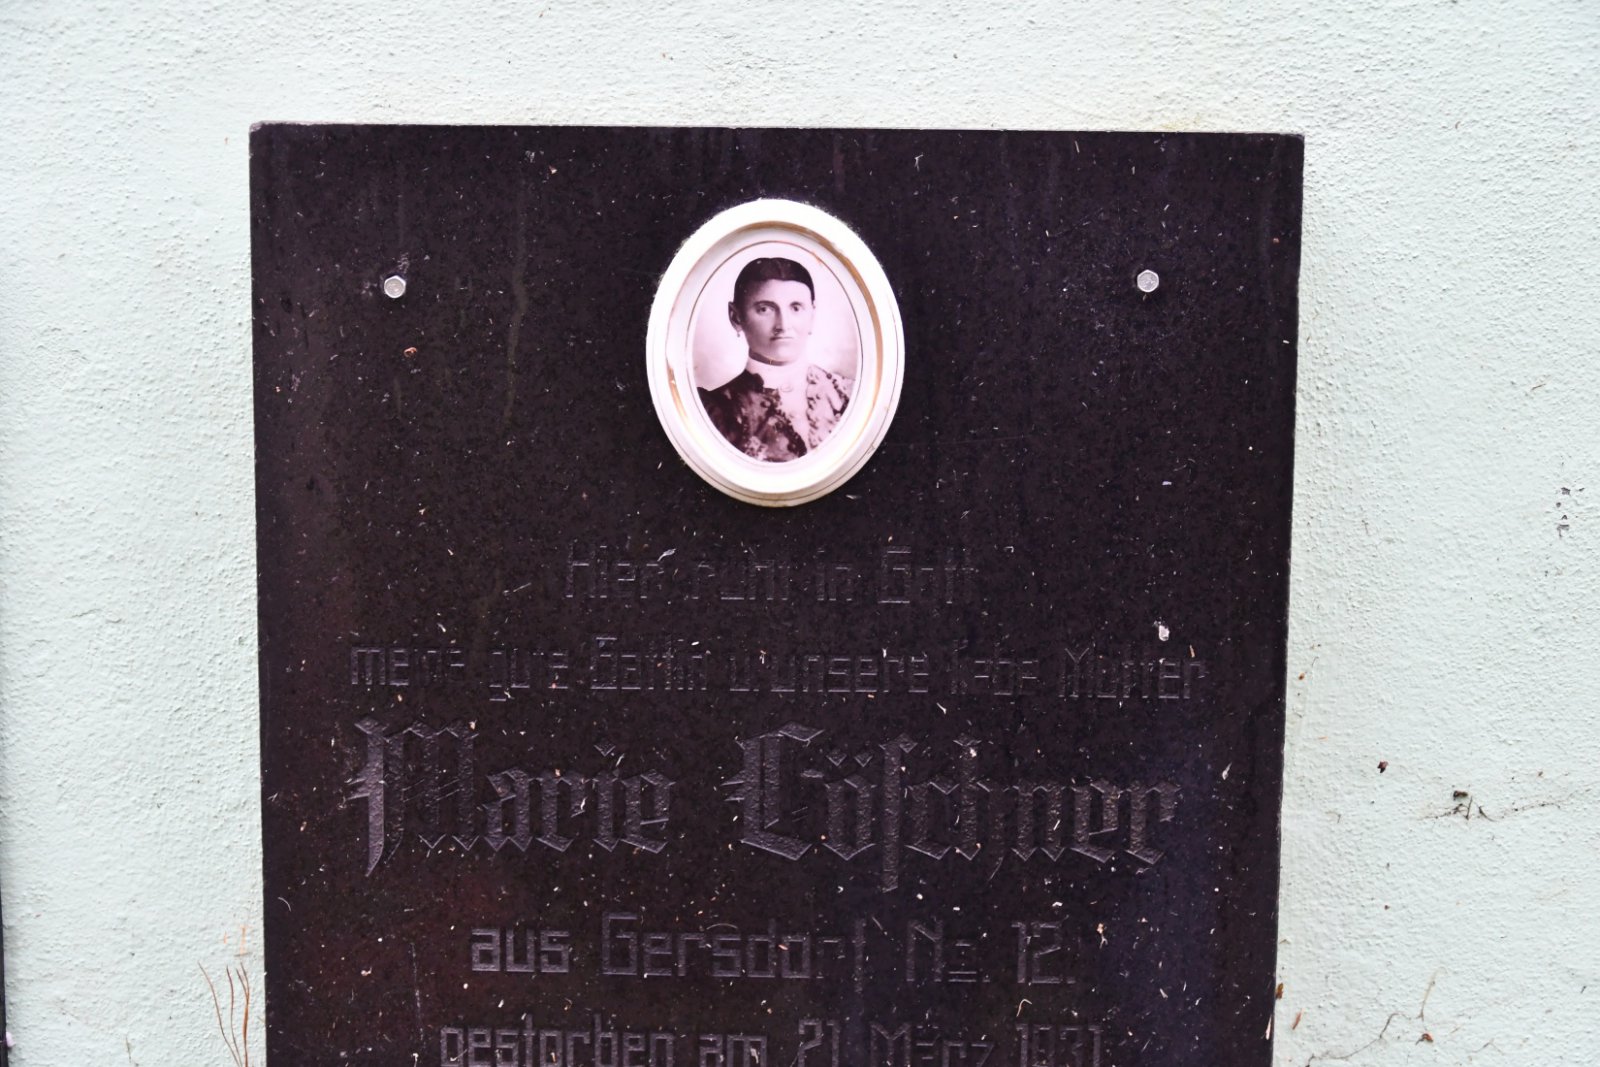 Hier ruht in Gott
meine gute Gattin u. unsere liebe Mutter
Marie Löschner
aus Gersdorf No. 12.
gestorben am 21. März 1931.